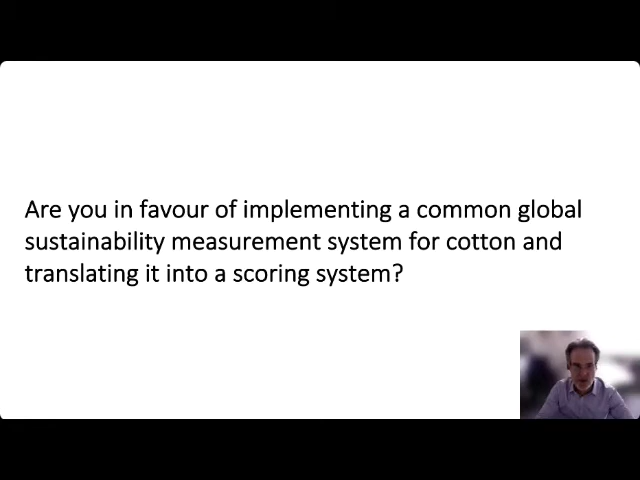 Are you in favour of implementing a common global
sustainability measurement system for cotton and
translating it into a scoring system?